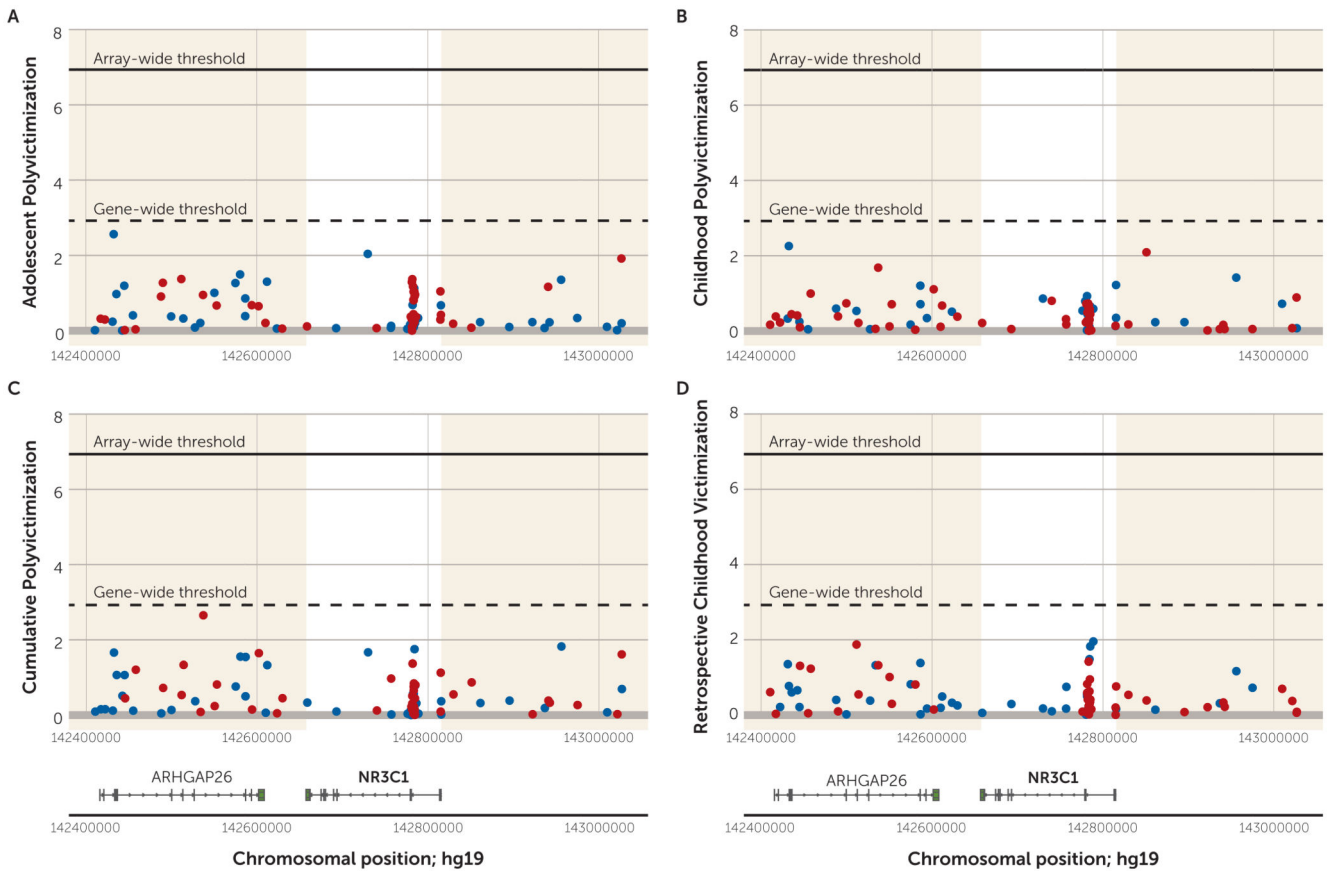 A
Adolescent Polyvictimization
8
Array-wide threshold
6
4
Gene-wide threshold
2
0
142400000 142600000 142800000 143000000
B
Childhood Polyvictimization
8
Array-wide threshold
6
4
Gene-wide threshold
2
0
142400000 142600000 142800000 143000000
C
Cumulative Polyvictimization
8
Array-wide threshold
6
4
Gene-wide threshold
2
0
142400000 142600000 142800000 143000000
ARHGAP26 NR3C1
142400000 142600000 142800000 143000000
Chromosomal position; hg19
D
Retrospective Childhood Victimization
8
Array-wide threshold
6
4
Gene-wide threshold
2
0
142400000 142600000 142800000 143000000
ARHGAP26 NR3C1
142400000 142600000 142800000 143000000
Chromosomal position; hg19